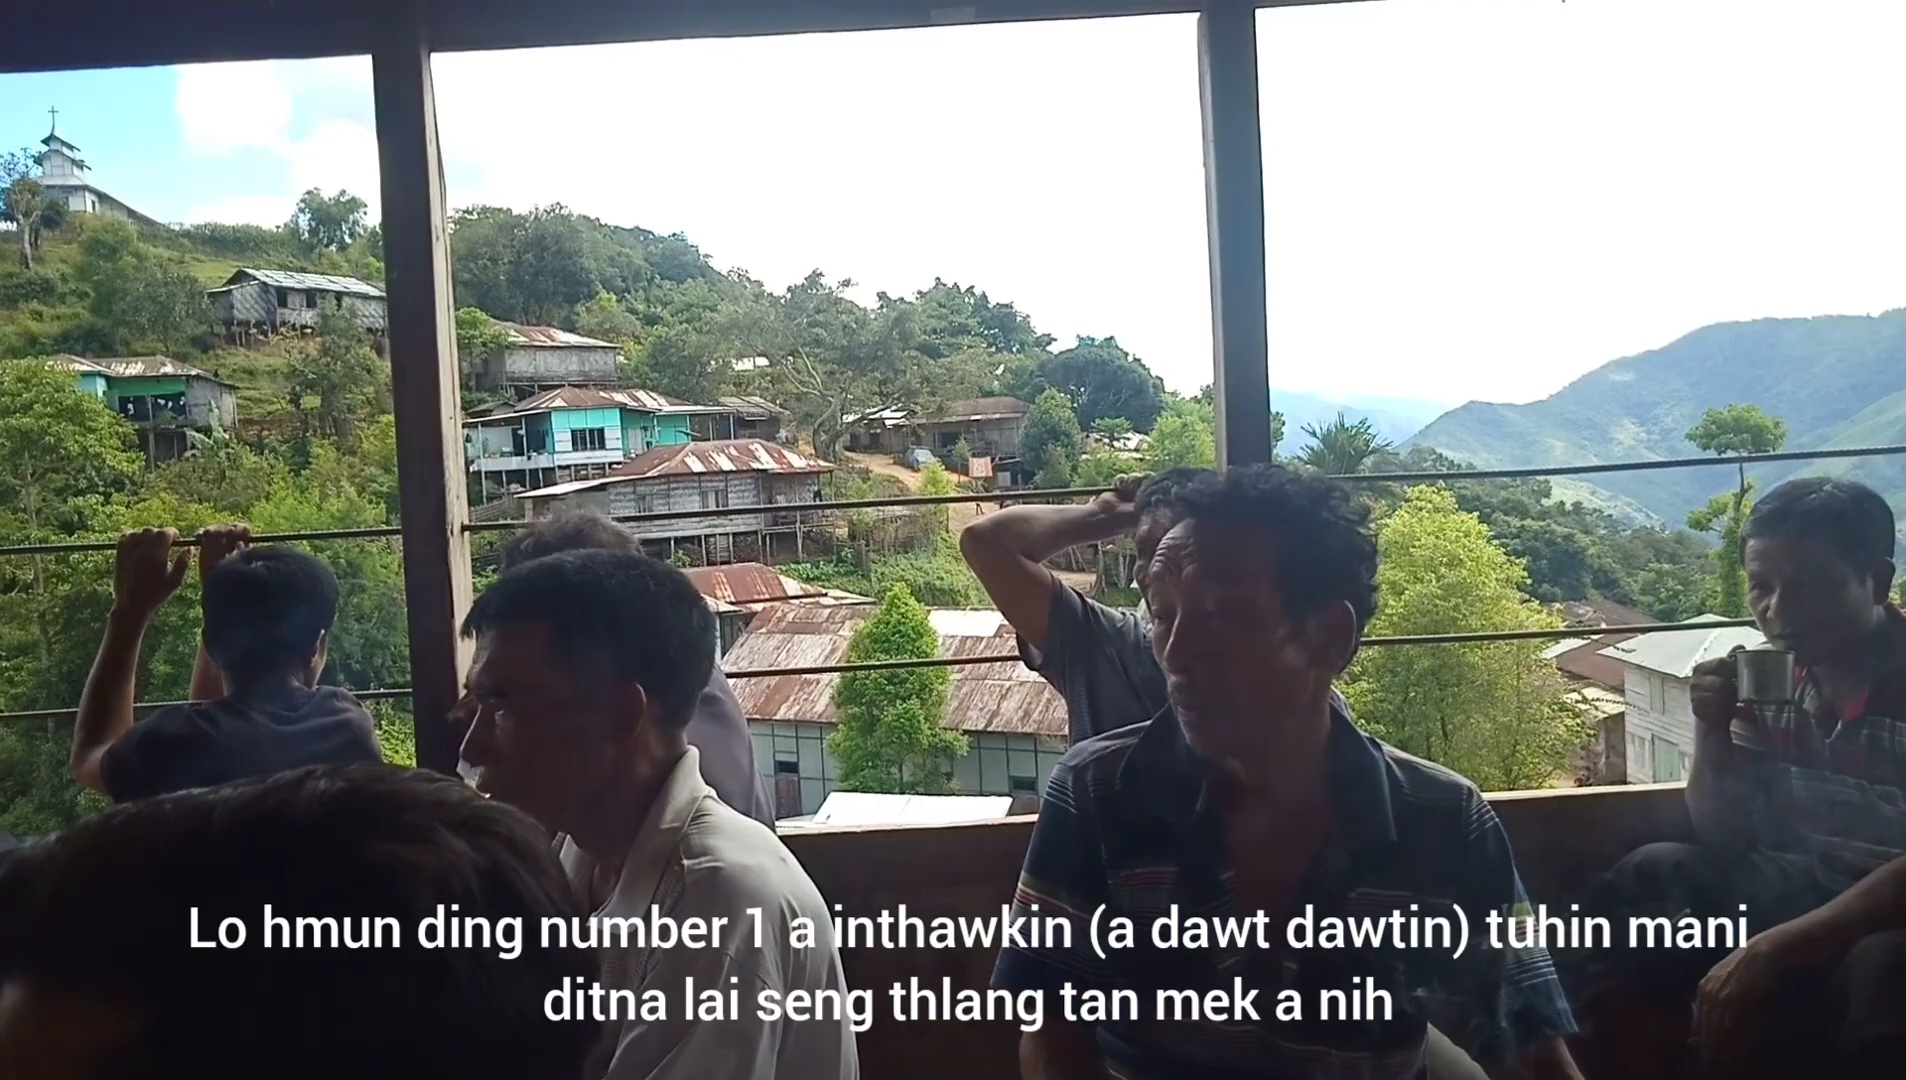 Lo hmun ding number 1 a inthawkin (a dawt dawtin) tuhin mani
ditna lai seng thlang tan mek a nih